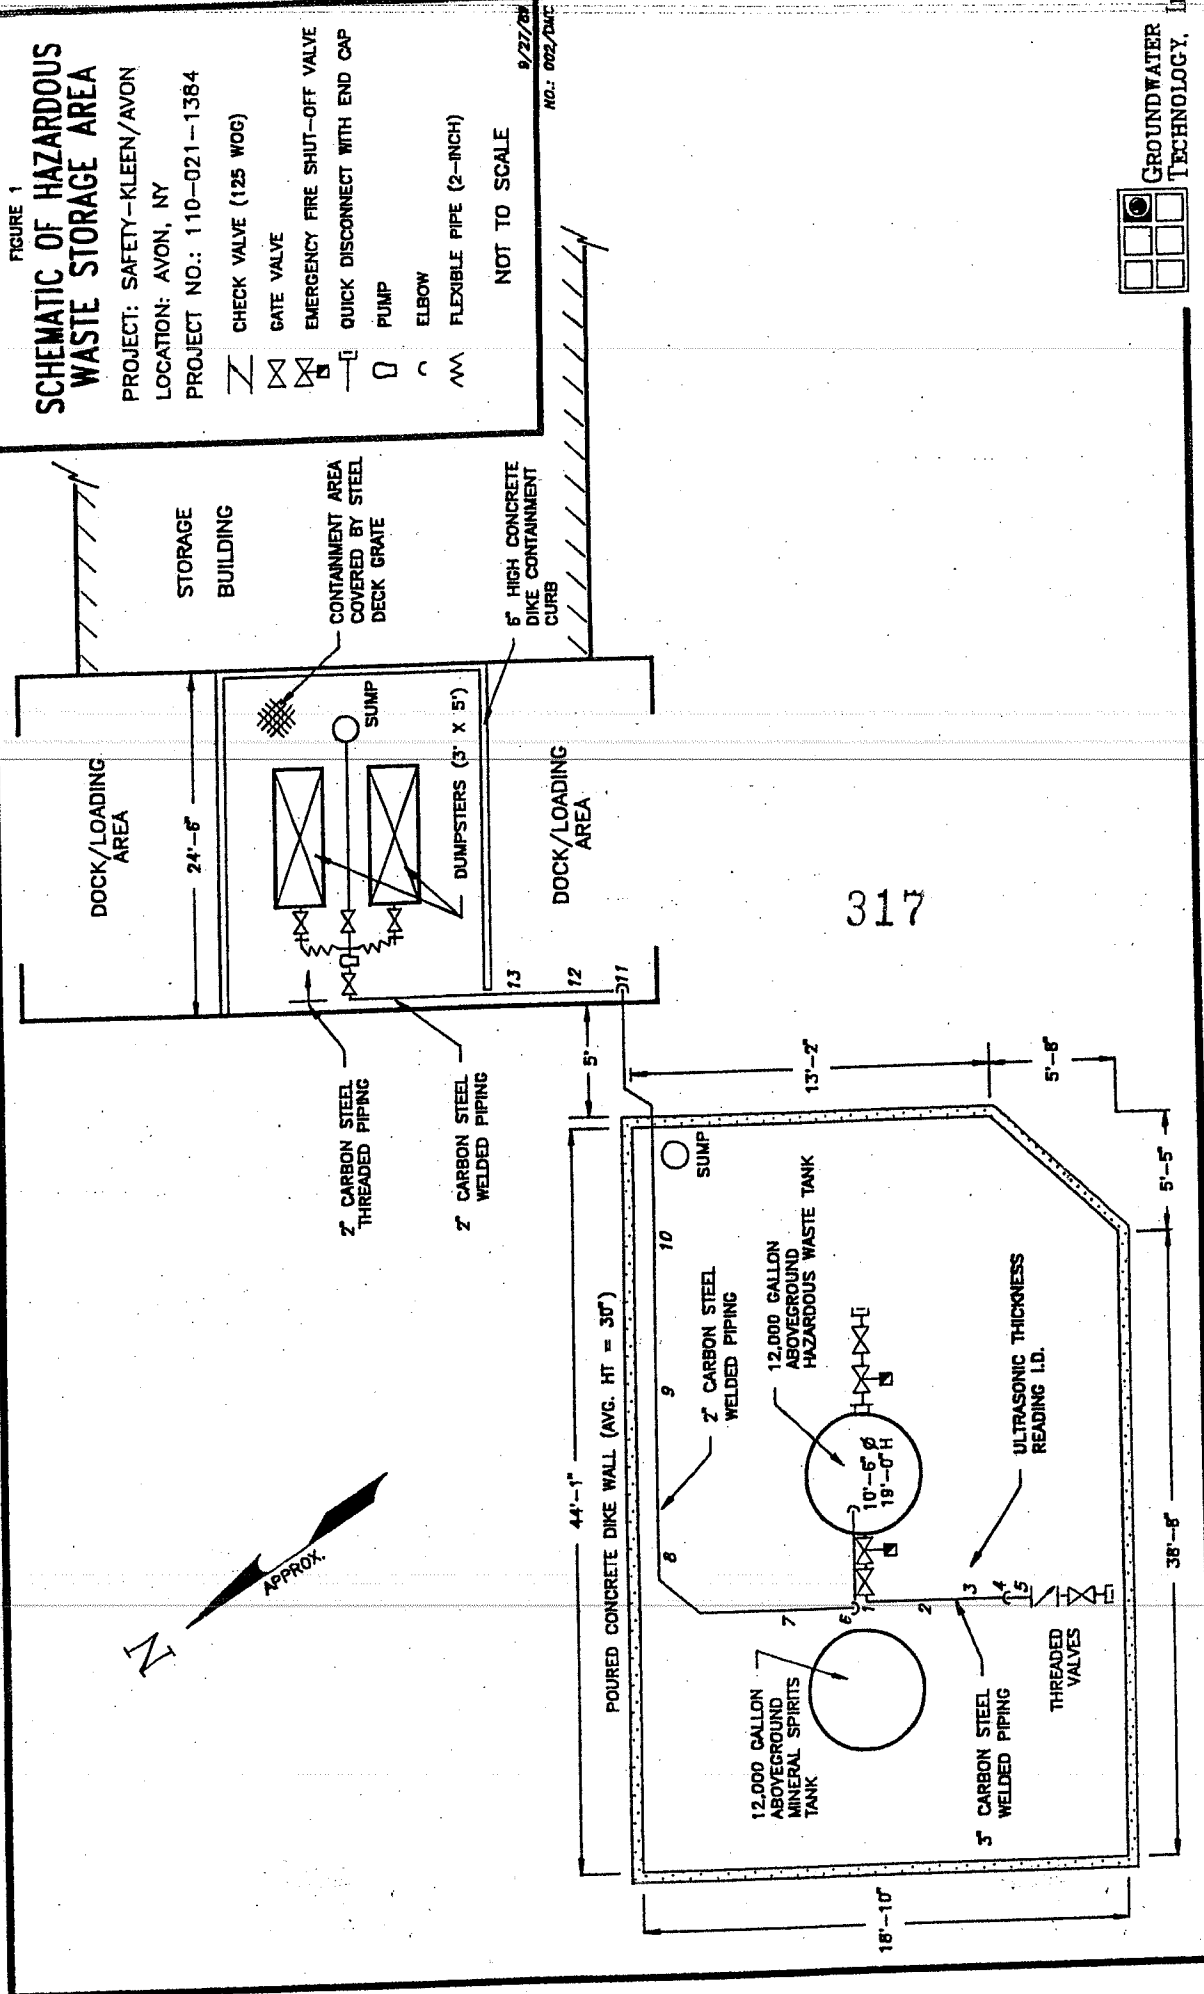 FIGURE 1
SCHEMATIC OF HAZARDOUS
WASTE STORAGE AREA
PROJECT: SAFETY-KLEEN/AVON
LOCATION: AVON, NY
PROJECT NO.: 110-021-1384
CHECK VALVE (125 WOG)
GATE VALVE
EMERGENCY FIRE SHUT-OFF VALVE
QUICK DISCONNECT WITH END CAP
PUMP
ELBOW
FLEXIBLE PIPE (2-INCH)
NOT TO SCALE
9/27/89
NO.: 002/DMT
STORAGE
BUILDING
CONTAINMENT AREA
COVERED BY STEEL
DECK GRATE
6" HIGH CONCRETE
DIKE CONTAINMENT
CURB
DOCK/LOADING
AREA
24'-6"
SUMP
DUMPSTERS (3' X 5')
DOCK/LOADING
AREA
13
12
11
2" CARBON STEEL
THREADED PIPING
2" CARBON STEEL
WELDED PIPING
5'
317
N
APPROX.
POURED CONCRETE DIKE WALL (AVG. HT = 30")
44'-1"
13'-2"
5'-8"
5'-5"
38'-8"
18'-10"
SUMP
10
9
8
7
6
1
2
3
4
5
2" CARBON STEEL
WELDED PIPING
12,000 GALLON
ABOVEGROUND
HAZARDOUS WASTE TANK
10'-6" Ø
19'-0" H
ULTRASONIC THICKNESS
READING I.D.
12,000 GALLON
ABOVEGROUND
MINERAL SPIRITS
TANK
3" CARBON STEEL
WELDED PIPING
THREADED
VALVES
GROUNDWATER
TECHNOLOGY,